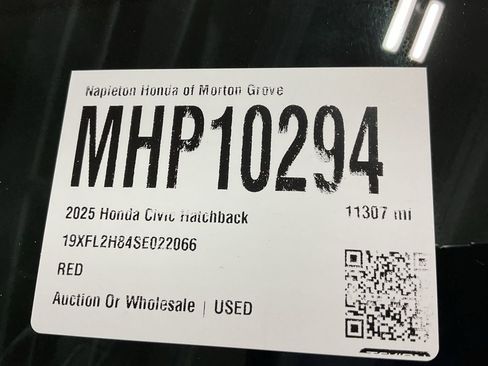 Napleton Honda of Morton Grove
MHP10294
2025 Honda Civic Hatchback 11307 mi
19XFL2H84SE022066
RED
Auction Or Wholesale | USED